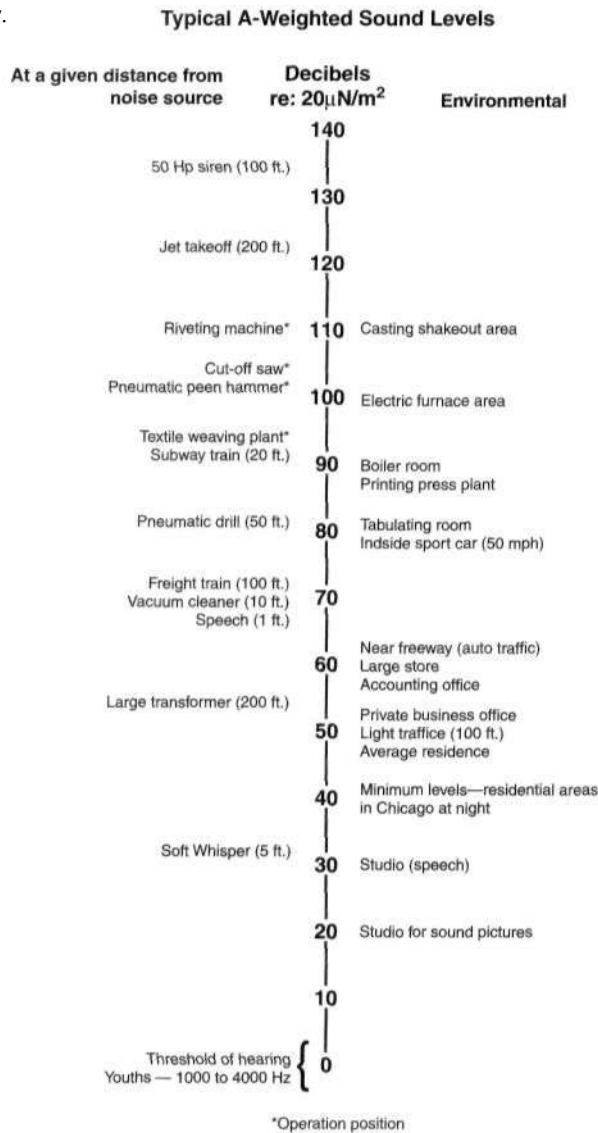 Typical A-Weighted Sound Levels
At a given distance from
noise source
Decibels
re: 20μN/m²
Environmental
140
50 Hp siren (100 ft.)
130
Jet takeoff (200 ft.)
120
Riveting machine*
110
Casting shakeout area
Cut-off saw*
Pneumatic peen hammer*
100
Electric furnace area
Textile weaving plant*
Subway train (20 ft.)
90
Boiler room
Printing press plant
Pneumatic drill (50 ft.)
80
Tabulating room
Indside sport car (50 mph)
Freight train (100 ft.)
Vacuum cleaner (10 ft.)
Speech (1 ft.)
70
Near freeway (auto traffic)
60
Large store
Accounting office
Large transformer (200 ft.)
50
Private business office
Light traffice (100 ft.)
Average residence
40
Minimum levels—residential areas
in Chicago at night
Soft Whisper (5 ft.)
30
Studio (speech)
20
Studio for sound pictures
10
Threshold of hearing
Youths — 1000 to 4000 Hz
0
*Operation position